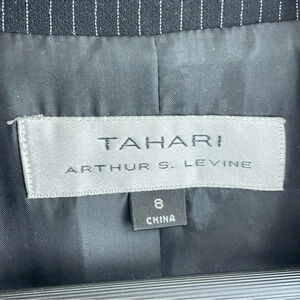 TAHARI
ARTHUR S. LEVINE
8
CHINA